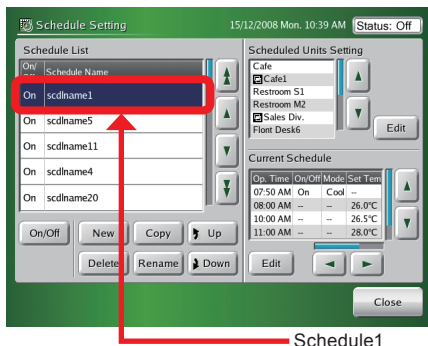 Schedule Setting
15/12/2008 Mon. 10:39 AM
Status: Off
Schedule List
On/
Schedule Name
On scdlname1
On scdlname5
On scdlname11
On scdlname4
On scdlname20
On/Off New Copy Up
Delete Rename Down
Scheduled Units Setting
Cafe
Cafe1
Restroom S1
Restroom M2
Sales Div.
Flont Desk6
Edit
Current Schedule
Op. Time On/Off Mode Set Tem
07:50 AM On Cool --
08:00 AM -- -- 26.0°C
10:00 AM -- -- 26.5°C
11:00 AM -- -- 28.0°C
Edit
Close
Schedule1